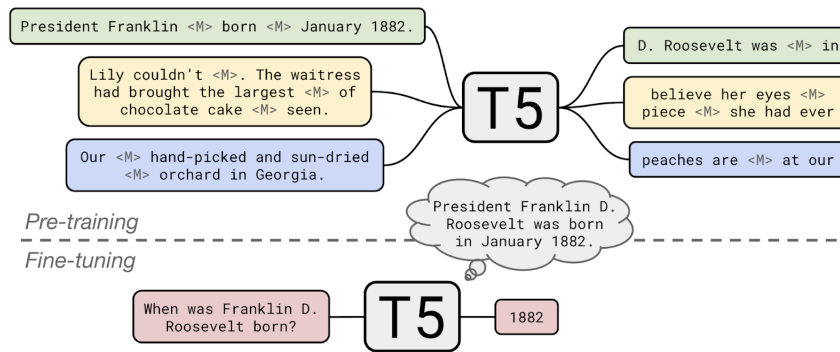 President Franklin <M> born <M> January 1882.
Lily couldn't <M>. The waitress
had brought the largest <M> of
chocolate cake <M> seen.
Our <M> hand-picked and sun-dried
<M> orchard in Georgia.
T5
D. Roosevelt was <M> in
believe her eyes <M>
piece <M> she had ever
peaches are <M> at our
Pre-training
President Franklin D.
Roosevelt was born
in January 1882.
Fine-tuning
When was Franklin D.
Roosevelt born?
T5
1882